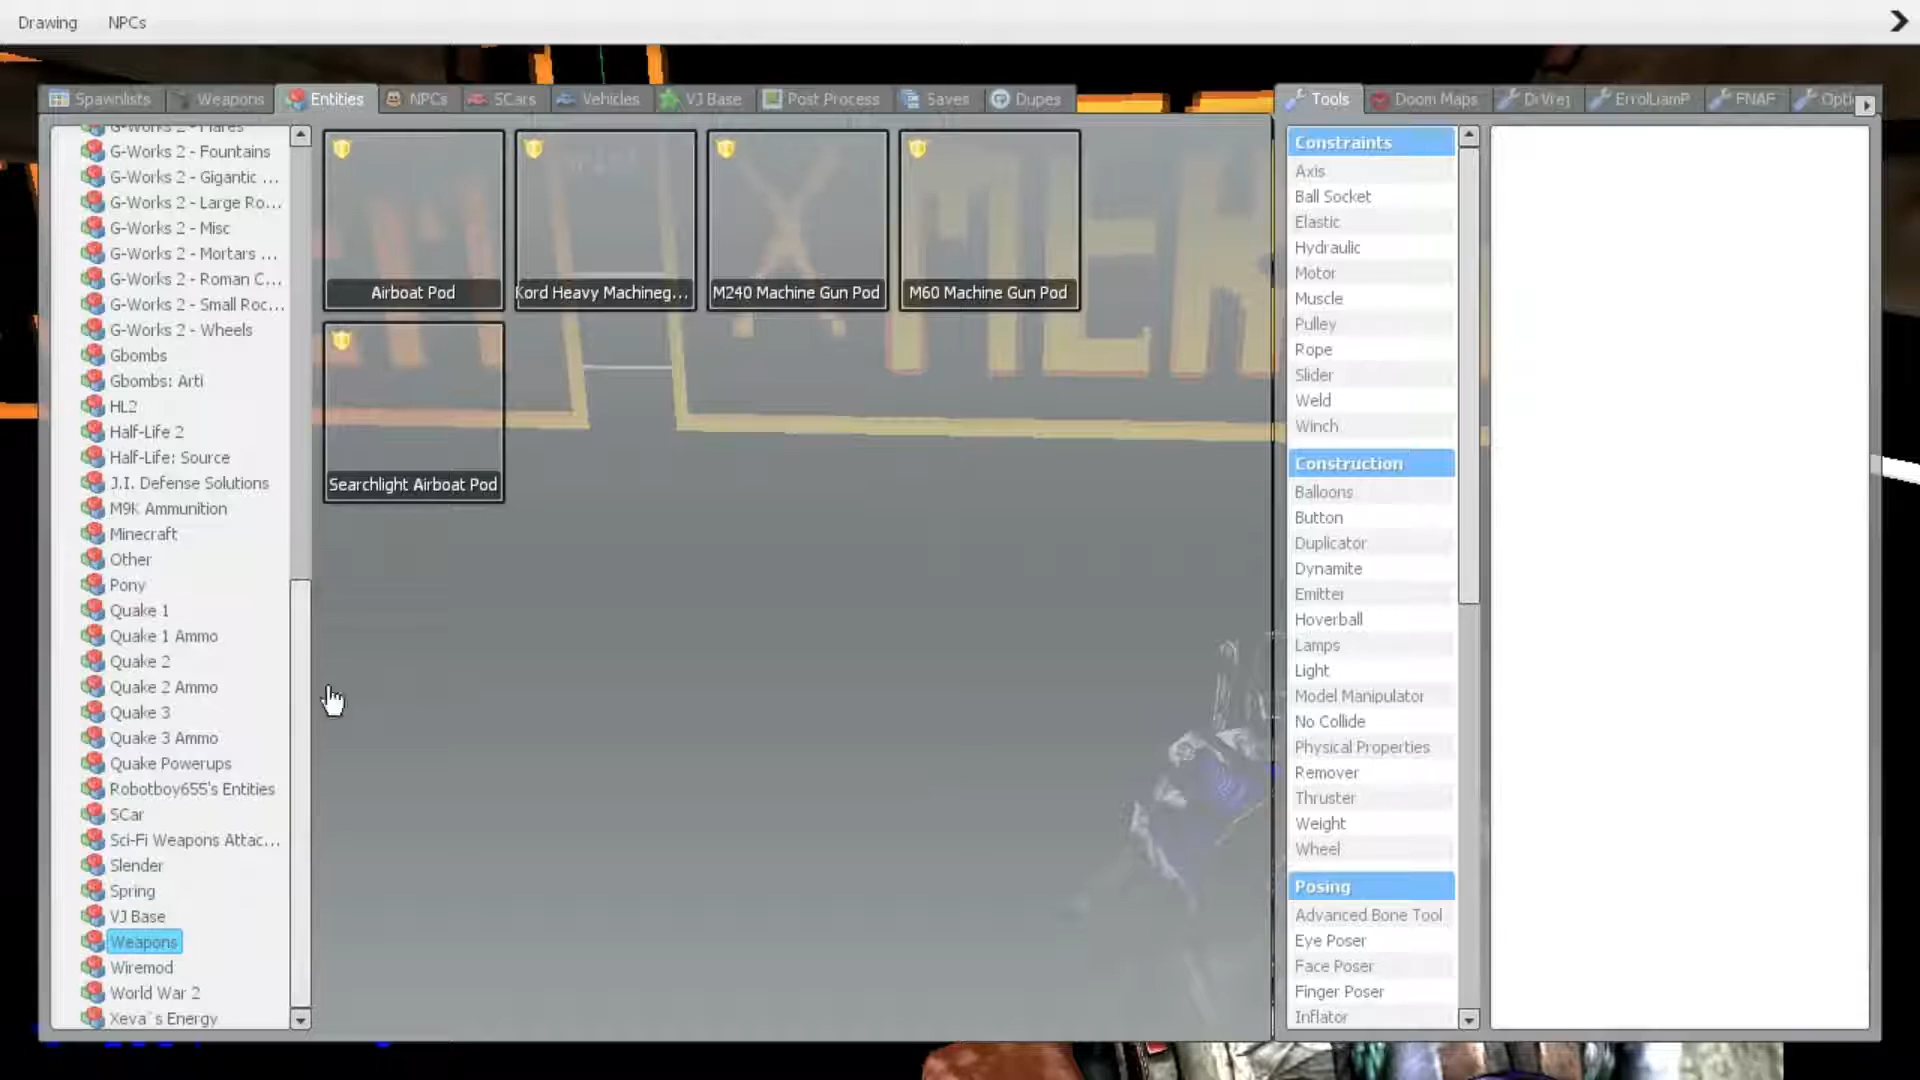 Drawing NPCs
Spawnlists Weapons Entities NPCs SCars Vehicles VJ Base Post Process Saves Dupes
Tools Doom Maps DrVrej ErrolLiamP FNAF Opti
G-Works 2 - Flares
G-Works 2 - Fountains
G-Works 2 - Gigantic ...
G-Works 2 - Large Ro...
G-Works 2 - Misc
G-Works 2 - Mortars ...
G-Works 2 - Roman C...
G-Works 2 - Small Roc...
G-Works 2 - Wheels
Gbombs
Gbombs: Arti
HL2
Half-Life 2
Half-Life: Source
J.I. Defense Solutions
M9K Ammunition
Minecraft
Other
Pony
Quake 1
Quake 1 Ammo
Quake 2
Quake 2 Ammo
Quake 3
Quake 3 Ammo
Quake Powerups
Robotboy655's Entities
SCar
Sci-Fi Weapons Attac...
Slender
Spring
VJ Base
Weapons
Wiremod
World War 2
Xeva`s Energy
Airboat Pod
Kord Heavy Machineg...
M240 Machine Gun Pod
M60 Machine Gun Pod
Searchlight Airboat Pod
Constraints
Axis
Ball Socket
Elastic
Hydraulic
Motor
Muscle
Pulley
Rope
Slider
Weld
Winch
Construction
Balloons
Button
Duplicator
Dynamite
Emitter
Hoverball
Lamps
Light
Model Manipulator
No Collide
Physical Properties
Remover
Thruster
Weight
Wheel
Posing
Advanced Bone Tool
Eye Poser
Face Poser
Finger Poser
Inflator